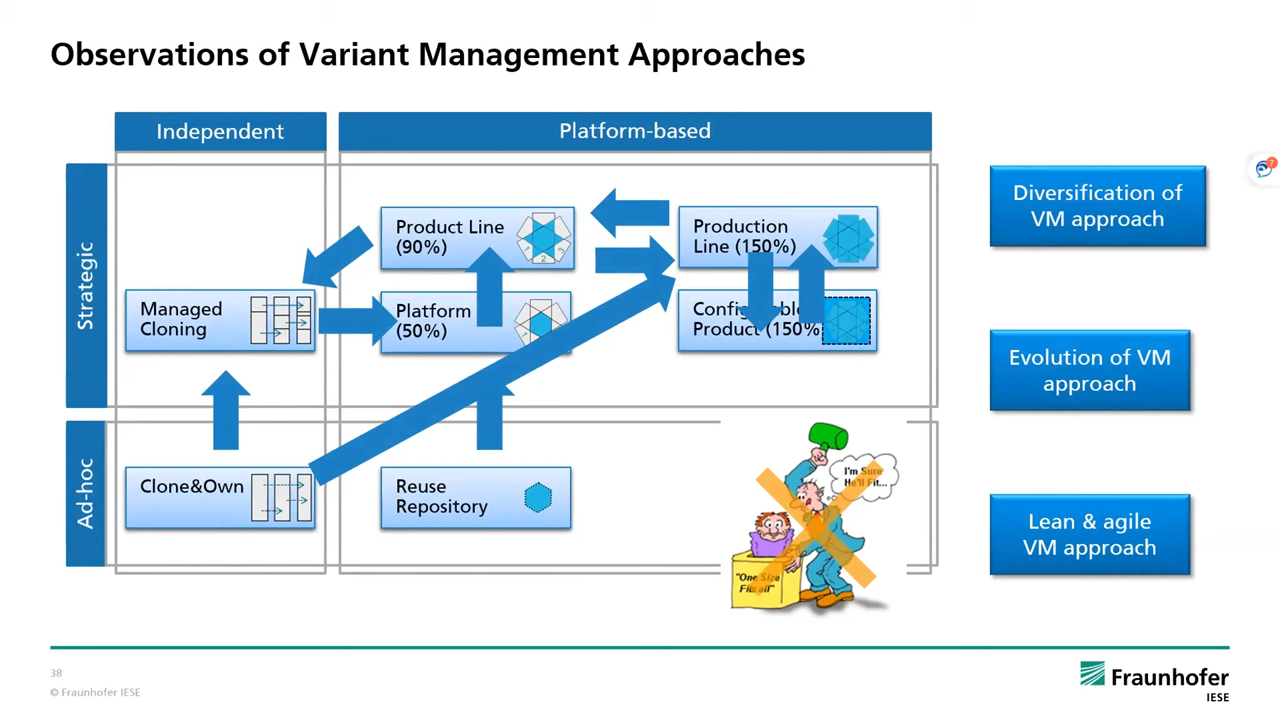 Observations of Variant Management Approaches
Independent
Platform-based
Strategic
Ad-hoc
Product Line
(90%)
Production
Line (150%)
Managed
Cloning
Platform
(50%)
Product (150%
Clone&Own
Reuse
Repository
I'm Sure
He'll Fit...
"One Size
Fits all"
Diversification of
VM approach
Evolution of VM
approach
Lean & agile
VM approach
7
38
© Fraunhofer IESE
Fraunhofer
IESE